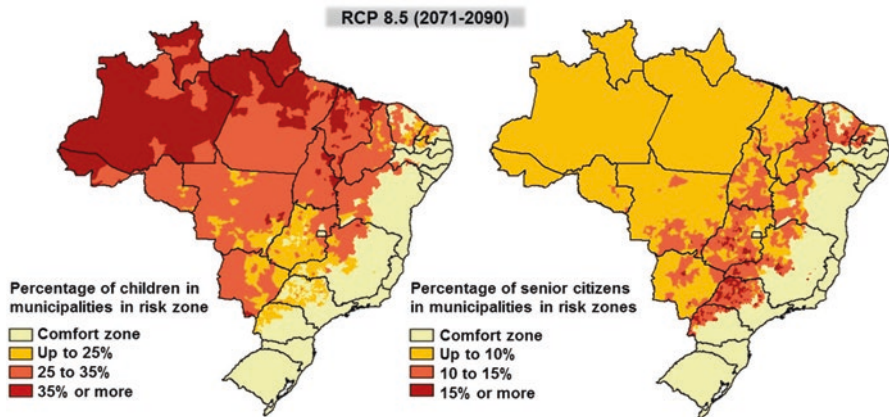 RCP 8.5 (2071-2090)
Percentage of children in
municipalities in risk zone
Comfort zone
Up to 25%
25 to 35%
35% or more
Percentage of senior citizens
in municipalities in risk zones
Comfort zone
Up to 10%
10 to 15%
15% or more